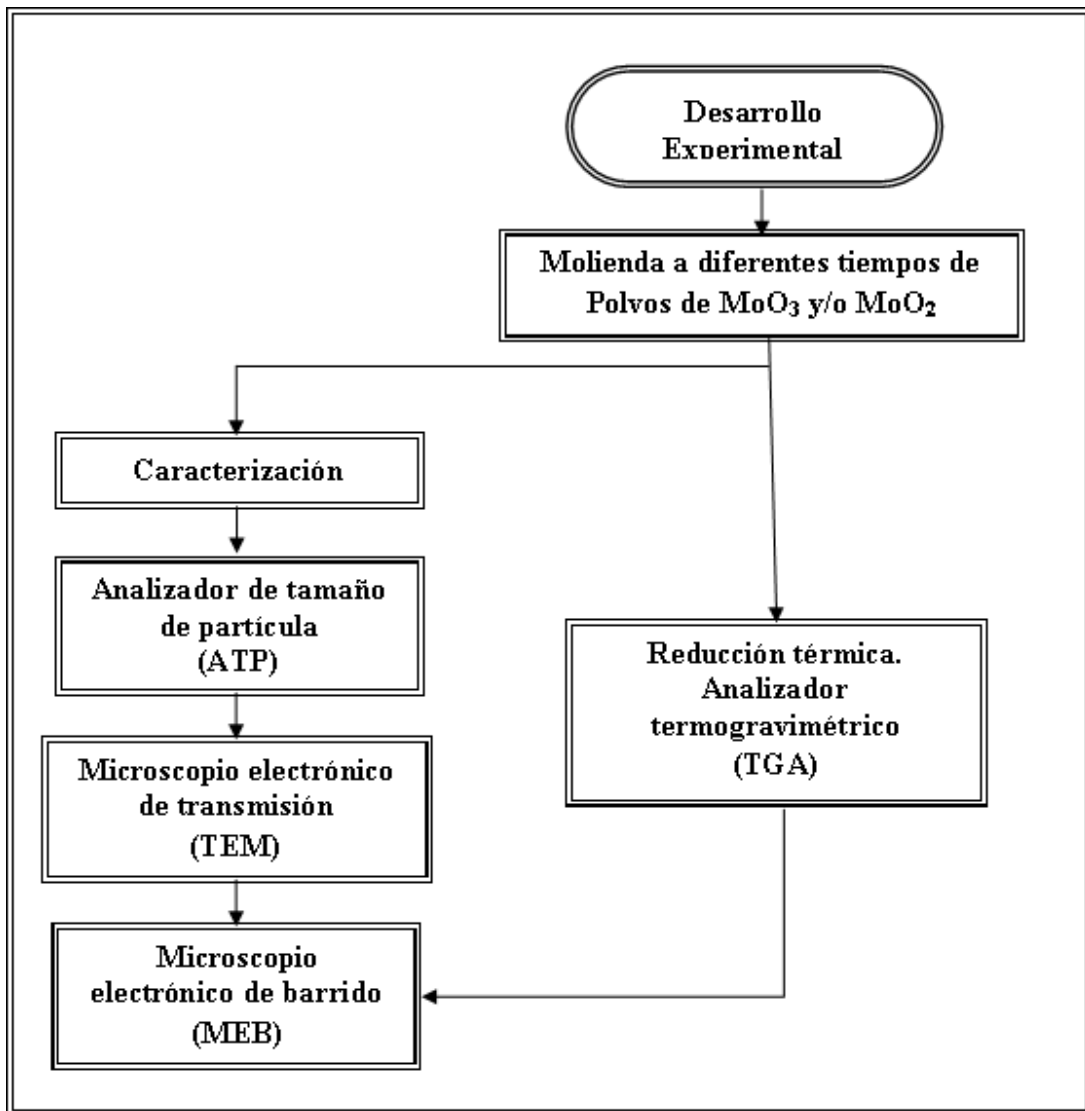 Desarrollo
Experimental
Molienda a diferentes tiempos de
Polvos de MoO₃ y/o MoO₂
Caracterización
Analizador de tamaño
de partícula
(ATP)
Microscopio electrónico
de transmisión
(TEM)
Microscopio
electrónico de barrido
(MEB)
Reducción térmica.
Analizador
termogravimétrico
(TGA)